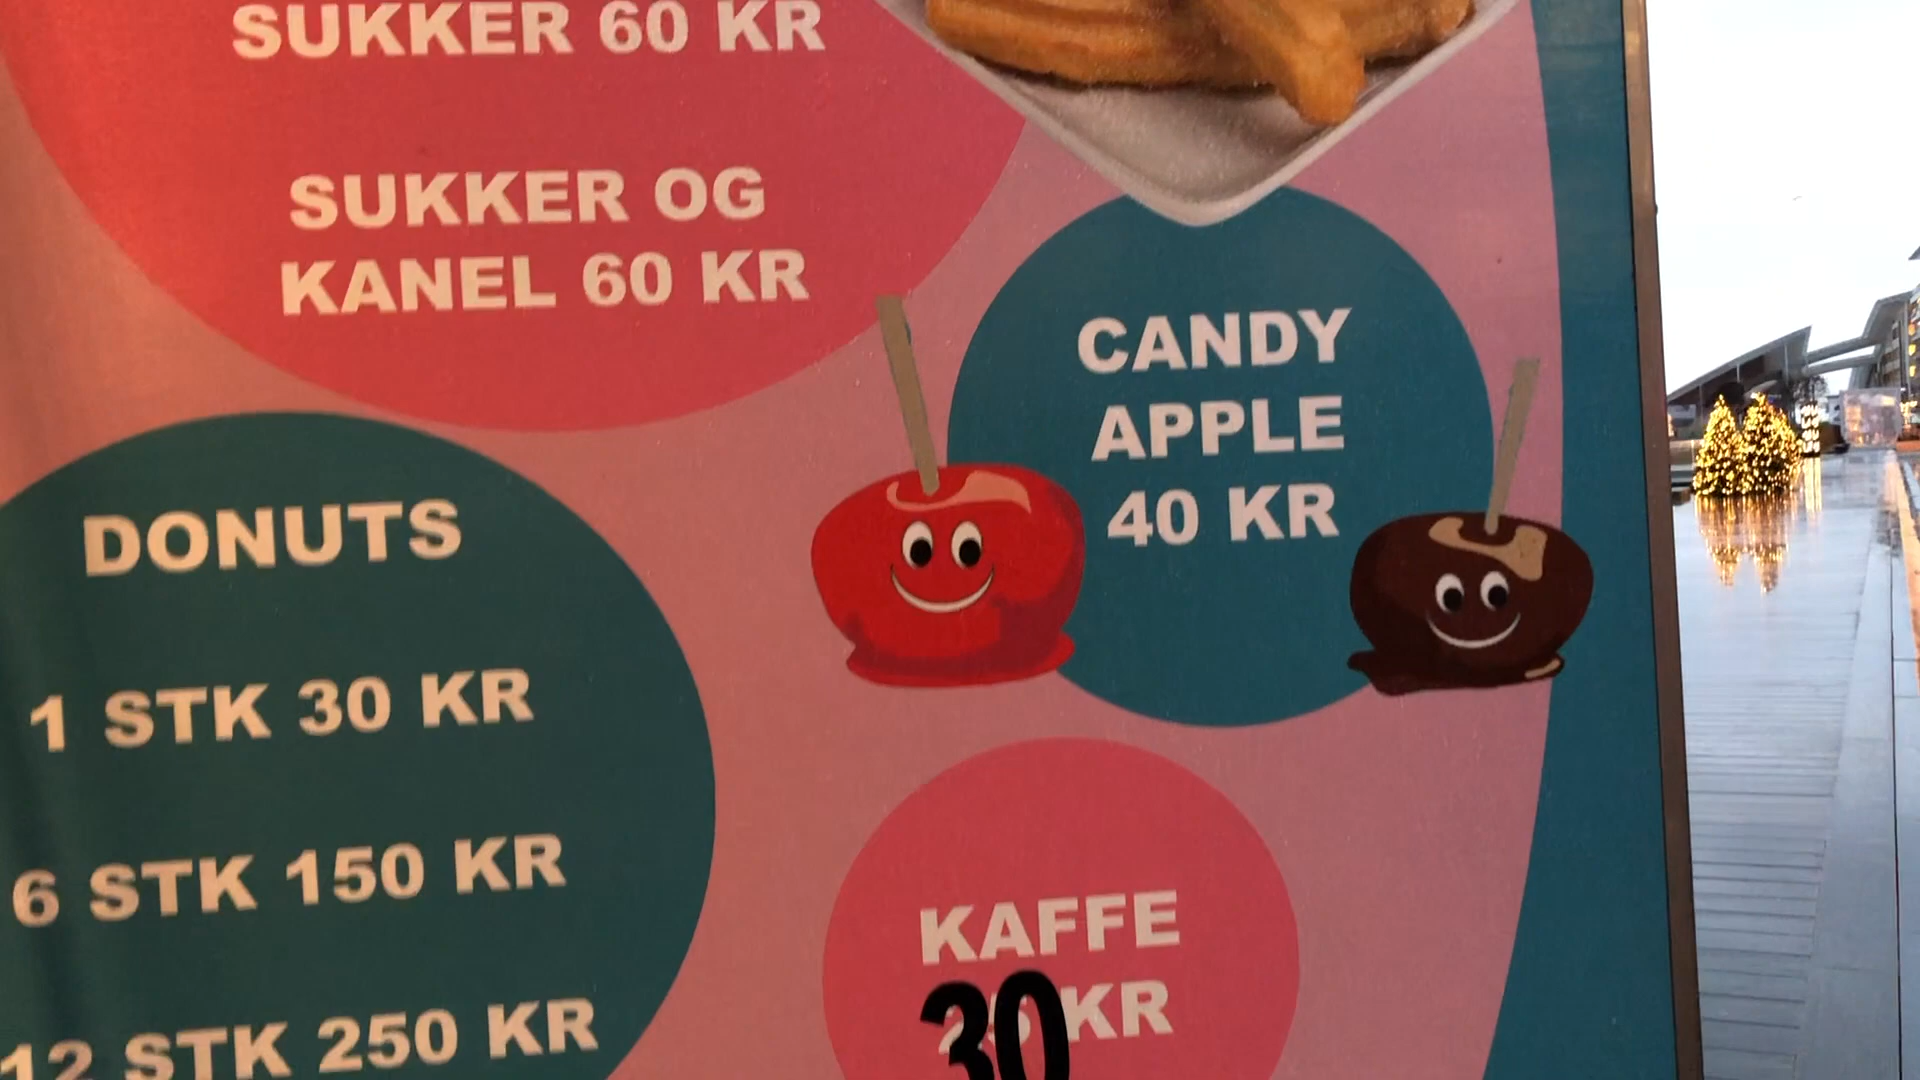 SUKKER 60 KR
SUKKER OG
KANEL 60 KR
CANDY
APPLE
40 KR
DONUTS
1 STK 30 KR
6 STK 150 KR
12 STK 250 KR
KAFFE
30 KR